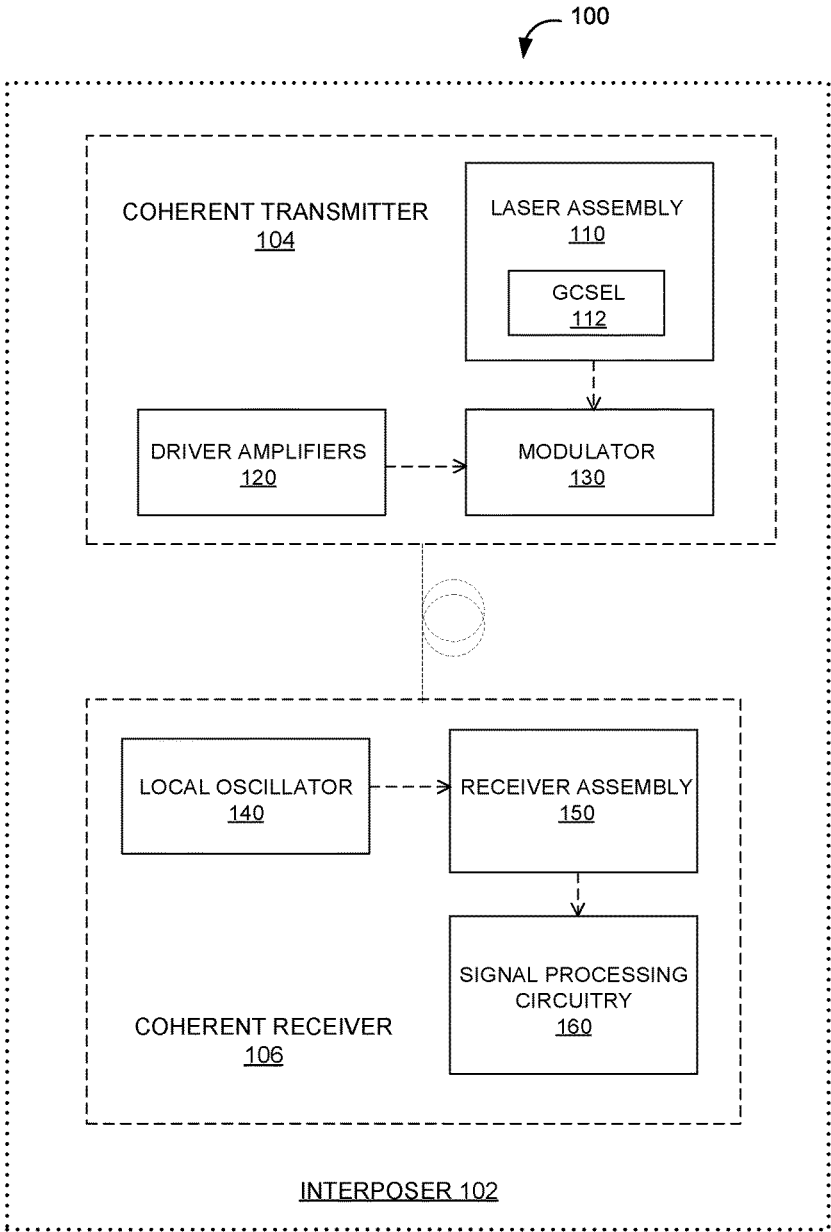 100
COHERENT TRANSMITTER
104
LASER ASSEMBLY
110
GCSEL
112
DRIVER AMPLIFIERS
120
MODULATOR
130
LOCAL OSCILLATOR
140
RECEIVER ASSEMBLY
150
SIGNAL PROCESSING
CIRCUITRY
160
COHERENT RECEIVER
106
INTERPOSER 102